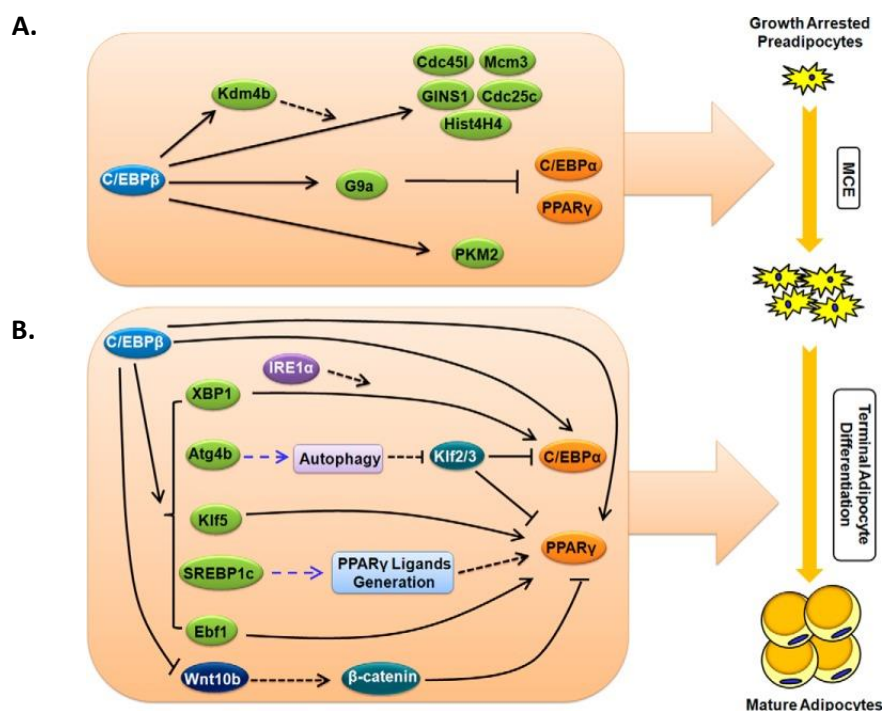 A.
Growth Arrested
Preadipocytes
Cdc45l
Mcm3
Kdm4b
GINS1
Cdc25c
Hist4H4
C/EBPβ
G9a
C/EBPα
PPARγ
PKM2
MCE
B.
C/EBPβ
IRE1α
XBP1
Atg4b
Autophagy
Klf2/3
C/EBPα
Klf5
PPARγ
SREBP1c
PPARγ Ligands
Generation
Ebf1
Wnt10b
β-catenin
Terminal Adipocyte
Differentiation
Mature Adipocytes